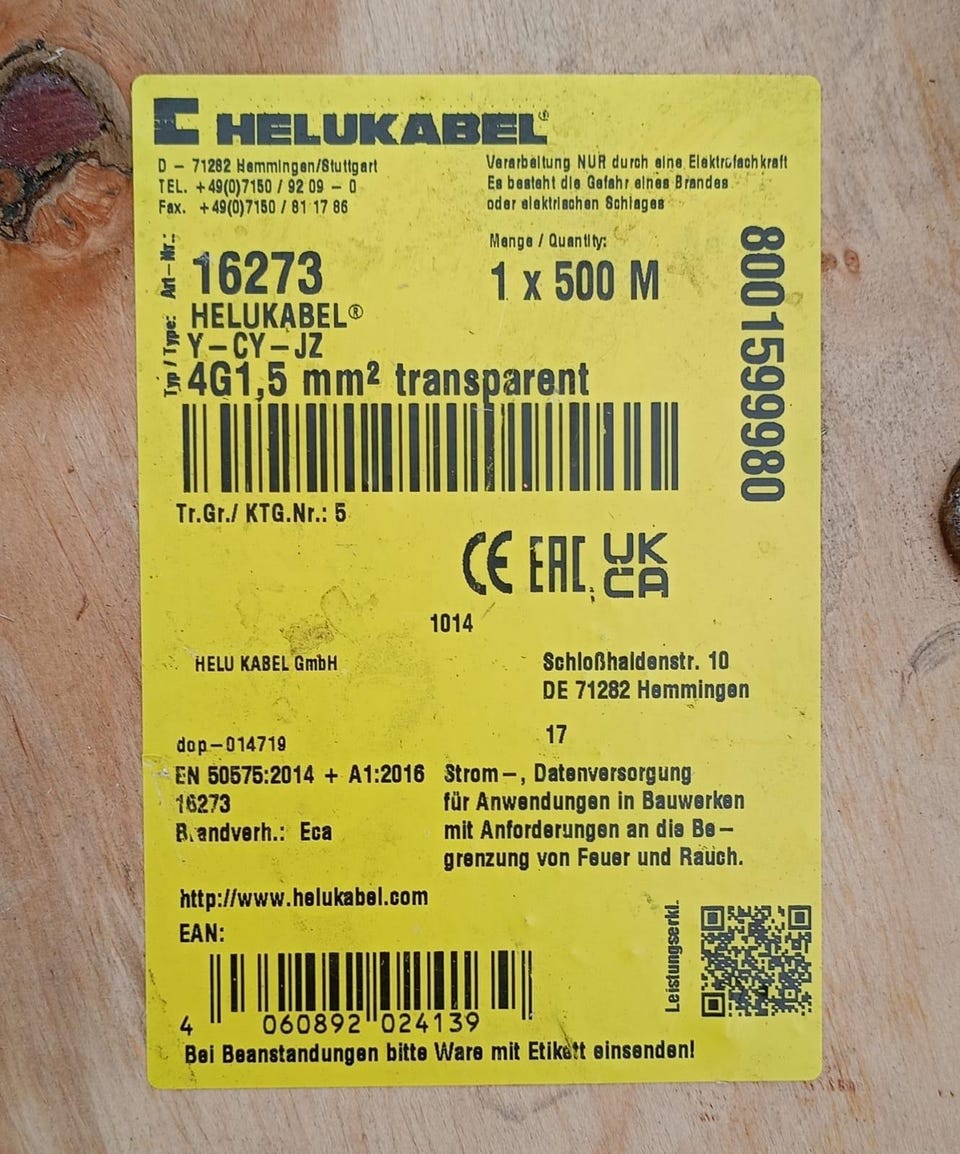 HELUKABEL®
D – 71282 Hemmingen/Stuttgart
TEL. +49(0)7150 / 92 09 – 0
Fax. +49(0)7150 / 81 17 86
Verarbeitung NUR durch eine Elektrofachkraft
Es besteht die Gefahr eines Brandes
oder elektrischen Schlages
Art–Nr.:
16273
Menge / Quantity:
1 x 500 M
8001599980
Typ / Type:
HELUKABEL®
Y–CY–JZ
4G1,5 mm² transparent
Tr.Gr./ KTG.Nr.: 5
CE EAC UK CA
1014
HELU KABEL GmbH
Schloßhaldenstr. 10
DE 71282 Hemmingen
17
dop–014719
EN 50575:2014 + A1:2016
16273
Brandverh.: Eca
Strom–, Datenversorgung
für Anwendungen in Bauwerken
mit Anforderungen an die Be–
grenzung von Feuer und Rauch.
http://www.helukabel.com
EAN:
4 060892 024139
Leistungserkl.
Bei Beanstandungen bitte Ware mit Etikett einsenden!